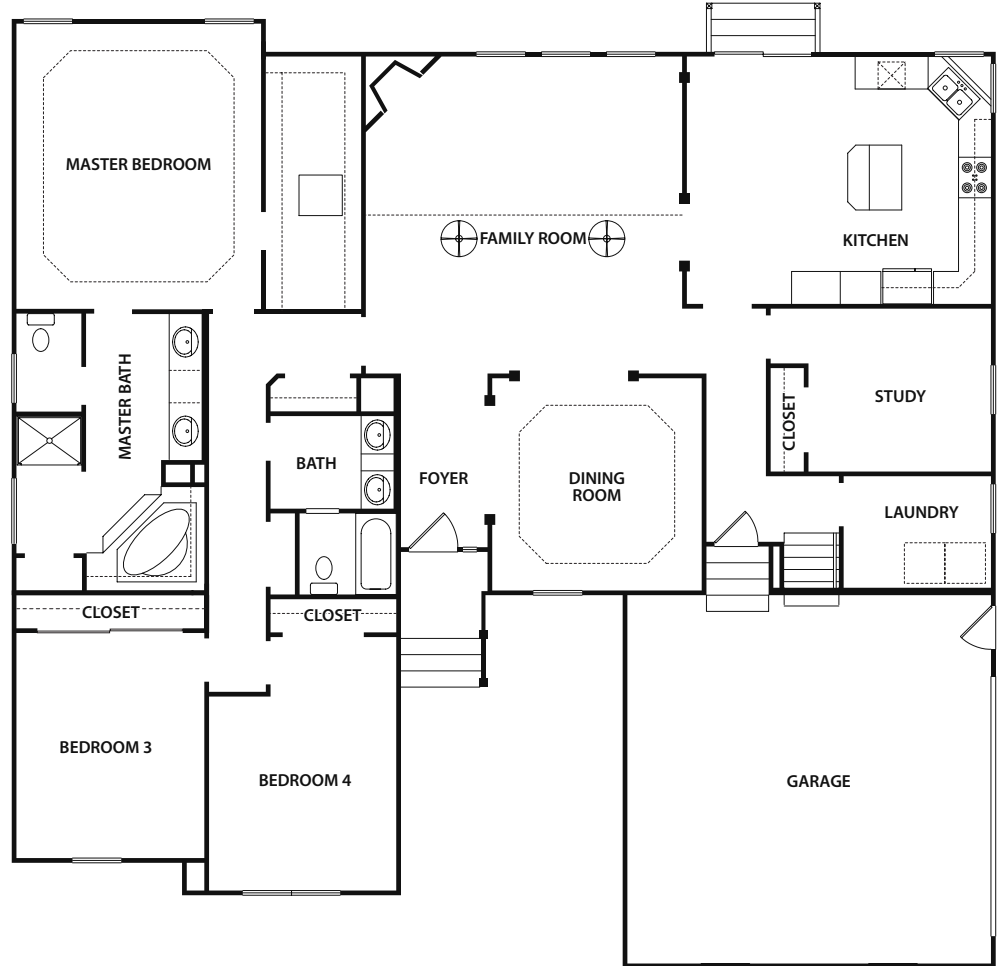 MASTER BEDROOM
FAMILY ROOM
KITCHEN
MASTER BATH
STUDY
CLOSET
BATH
FOYER
DINING
ROOM
LAUNDRY
CLOSET
CLOSET
BEDROOM 3
BEDROOM 4
GARAGE